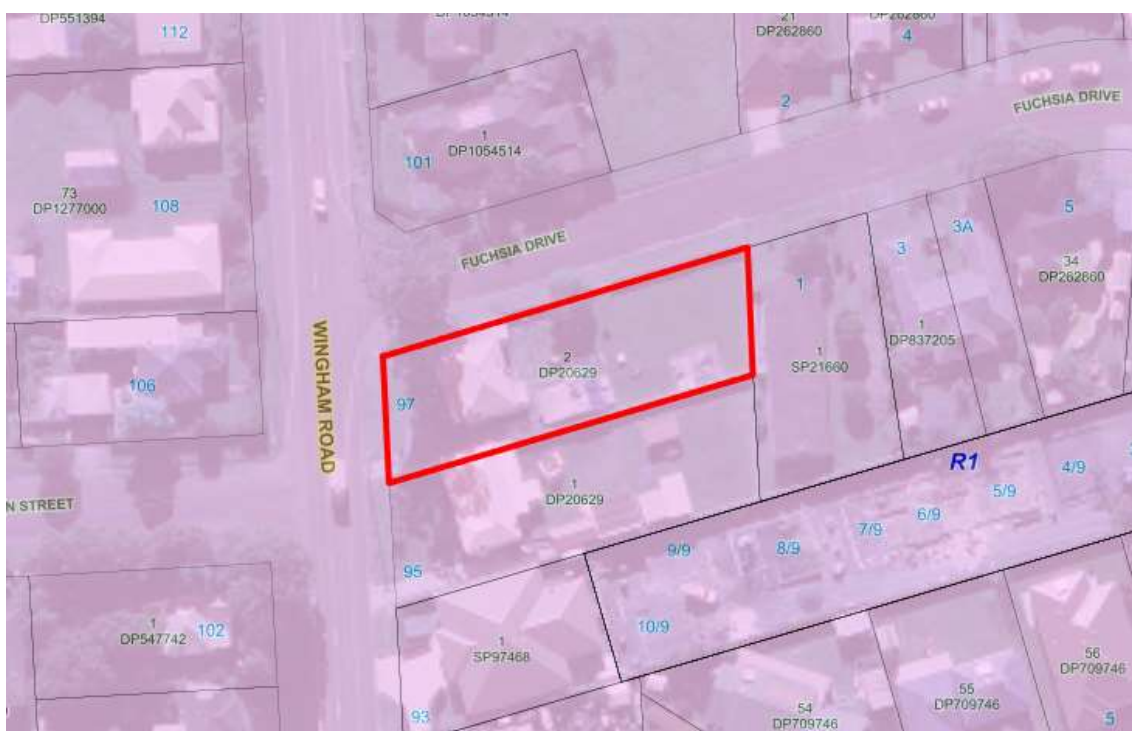 DP551394
112
DP1054514
21
DP262860
DP262860
4
2
FUCHSIA DRIVE
1
DP1054514
101
73
DP1277000
108
FUCHSIA DRIVE
3A
5
3
34
DP262860
1
WINGHAM ROAD
1
DP837205
2
DP20629
1
SP21660
106
97
R1
4/9
5/9
1
DP20629
6/9
N STREET
7/9
9/9
8/9
95
1
DP547742
102
10/9
1
SP97468
56
DP709746
55
DP709746
54
DP709746
93
5